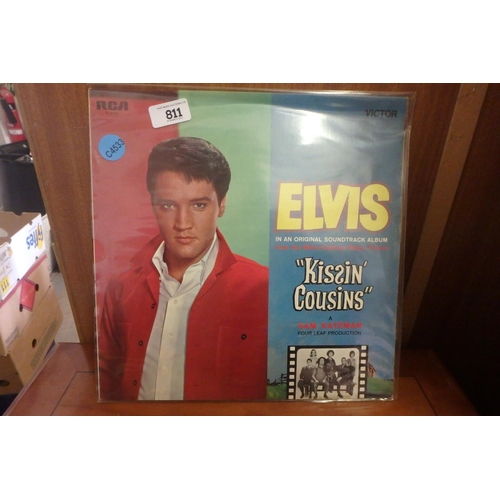 RCA
811
VICTOR
C4533
ELVIS
IN AN ORIGINAL SOUNDTRACK ALBUM
"Kissin'
Cousins"
A
SAM KATZMAN
FOUR LEAF PRODUCTION